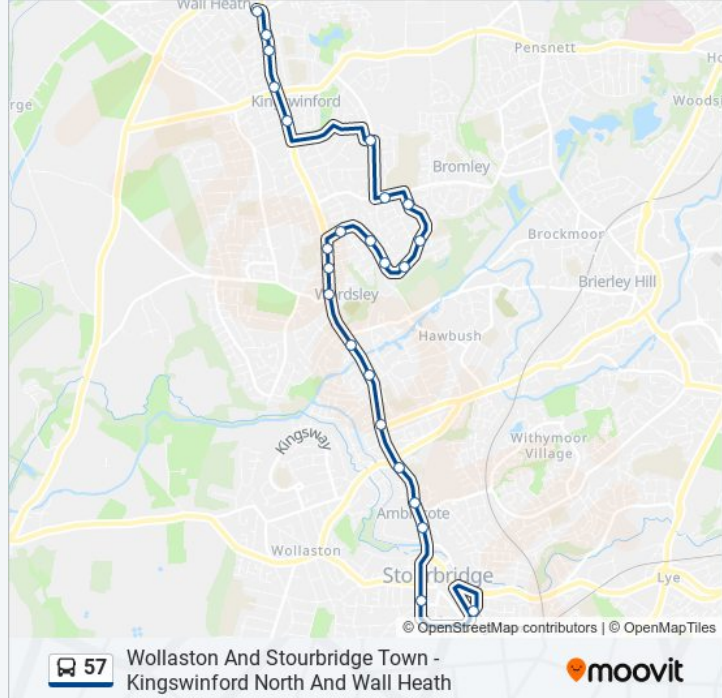 Wall Heath
Pensnett
Kingswinford
Bromley
Brockmoor
Wordsley
Brierley Hill
Hawbush
Kingsway
Withymoor
Village
Amblecote
Wollaston
Stourbridge
Lye
© OpenStreetMap contributors | © OpenMapTiles
57
Wollaston And Stourbridge Town -
Kingswinford North And Wall Heath
moovit